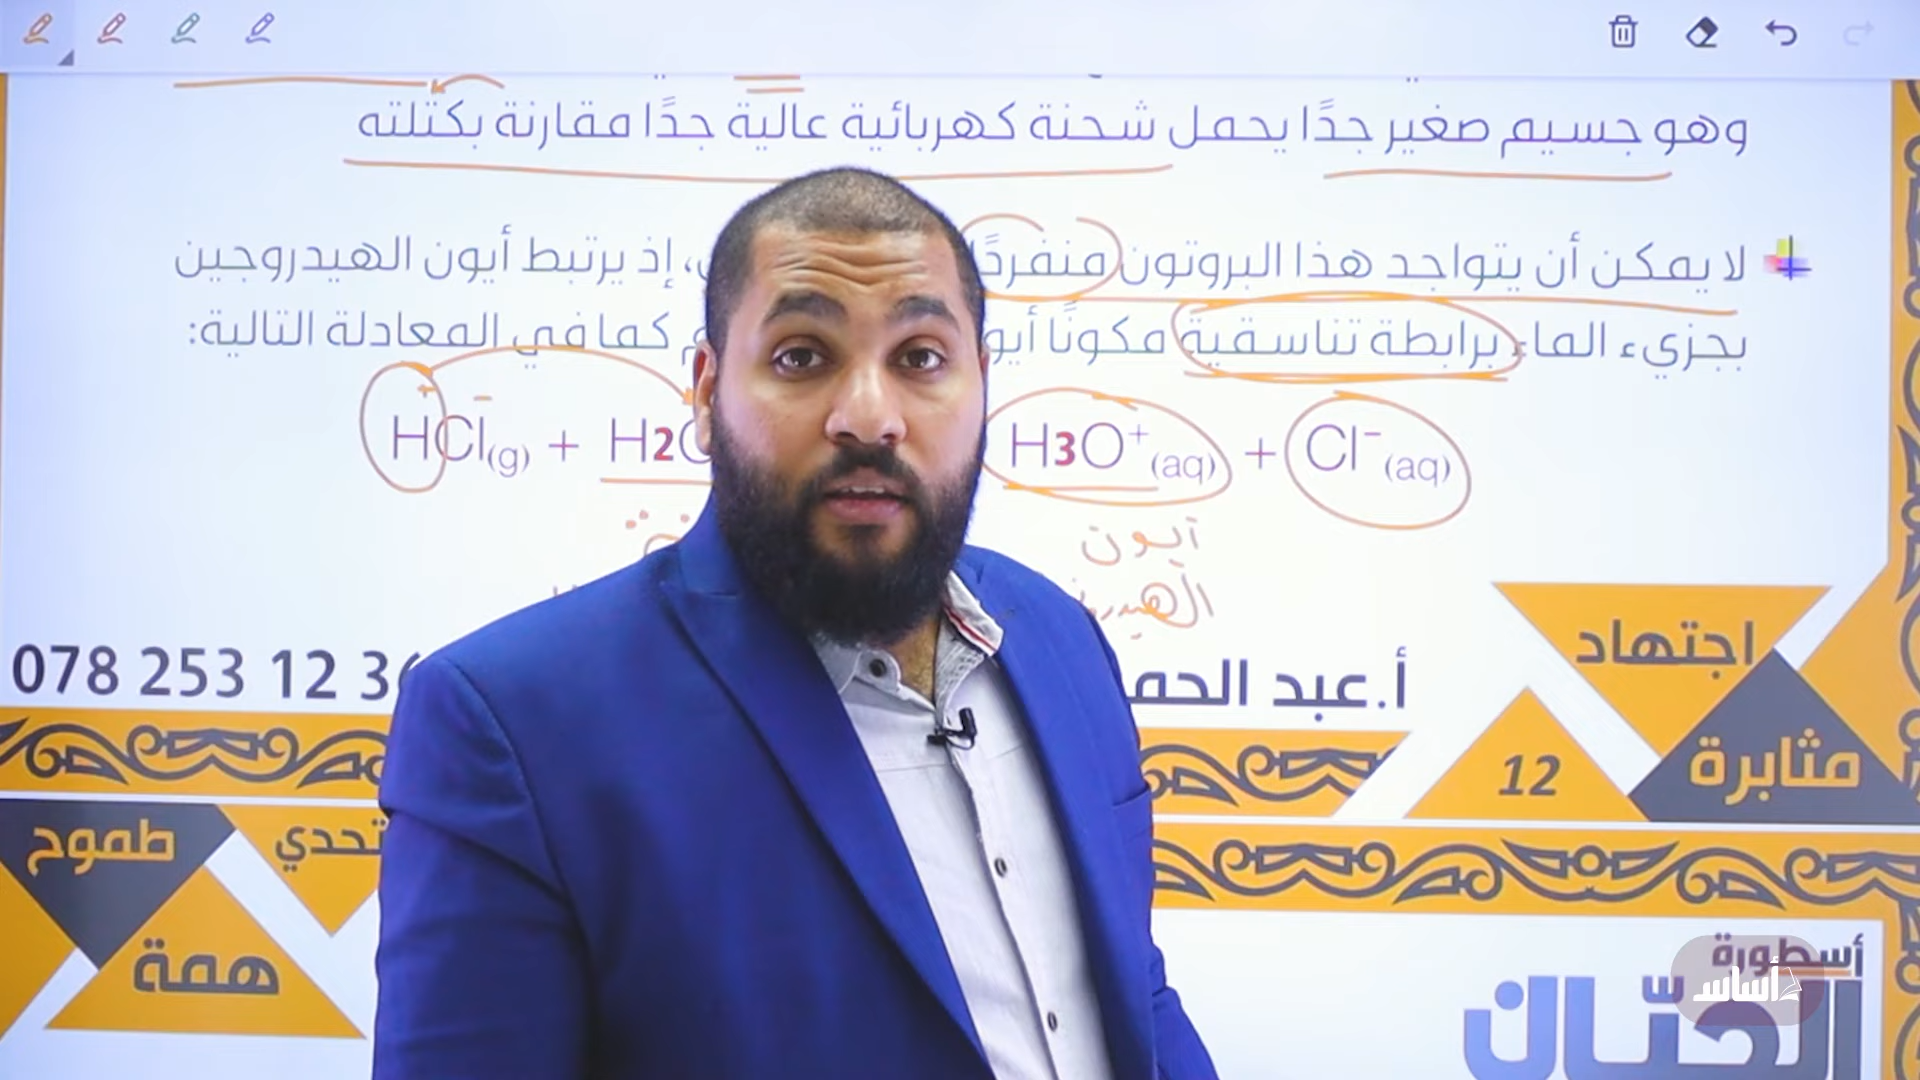 وهو جسيم صغير جدًا يحمل شحنة كهربائية عالية جدًا مقارنة بكتلته
لا يمكن أن يتواجد هذا البروتون منفردًا ، إذ يرتبط أيون الهيدروجين
بجزيء الماء برابطة تناسقية مكونًا كما في المعادلة التالية:
HCl(g) + H2O H3O+(aq) + Cl−(aq)
+ −
أيون
078 253 12 3 أ.عبد
اجتهاد
12 مثابرة
طموح تحدي
همة
أسطورة
أساس
الحنّان